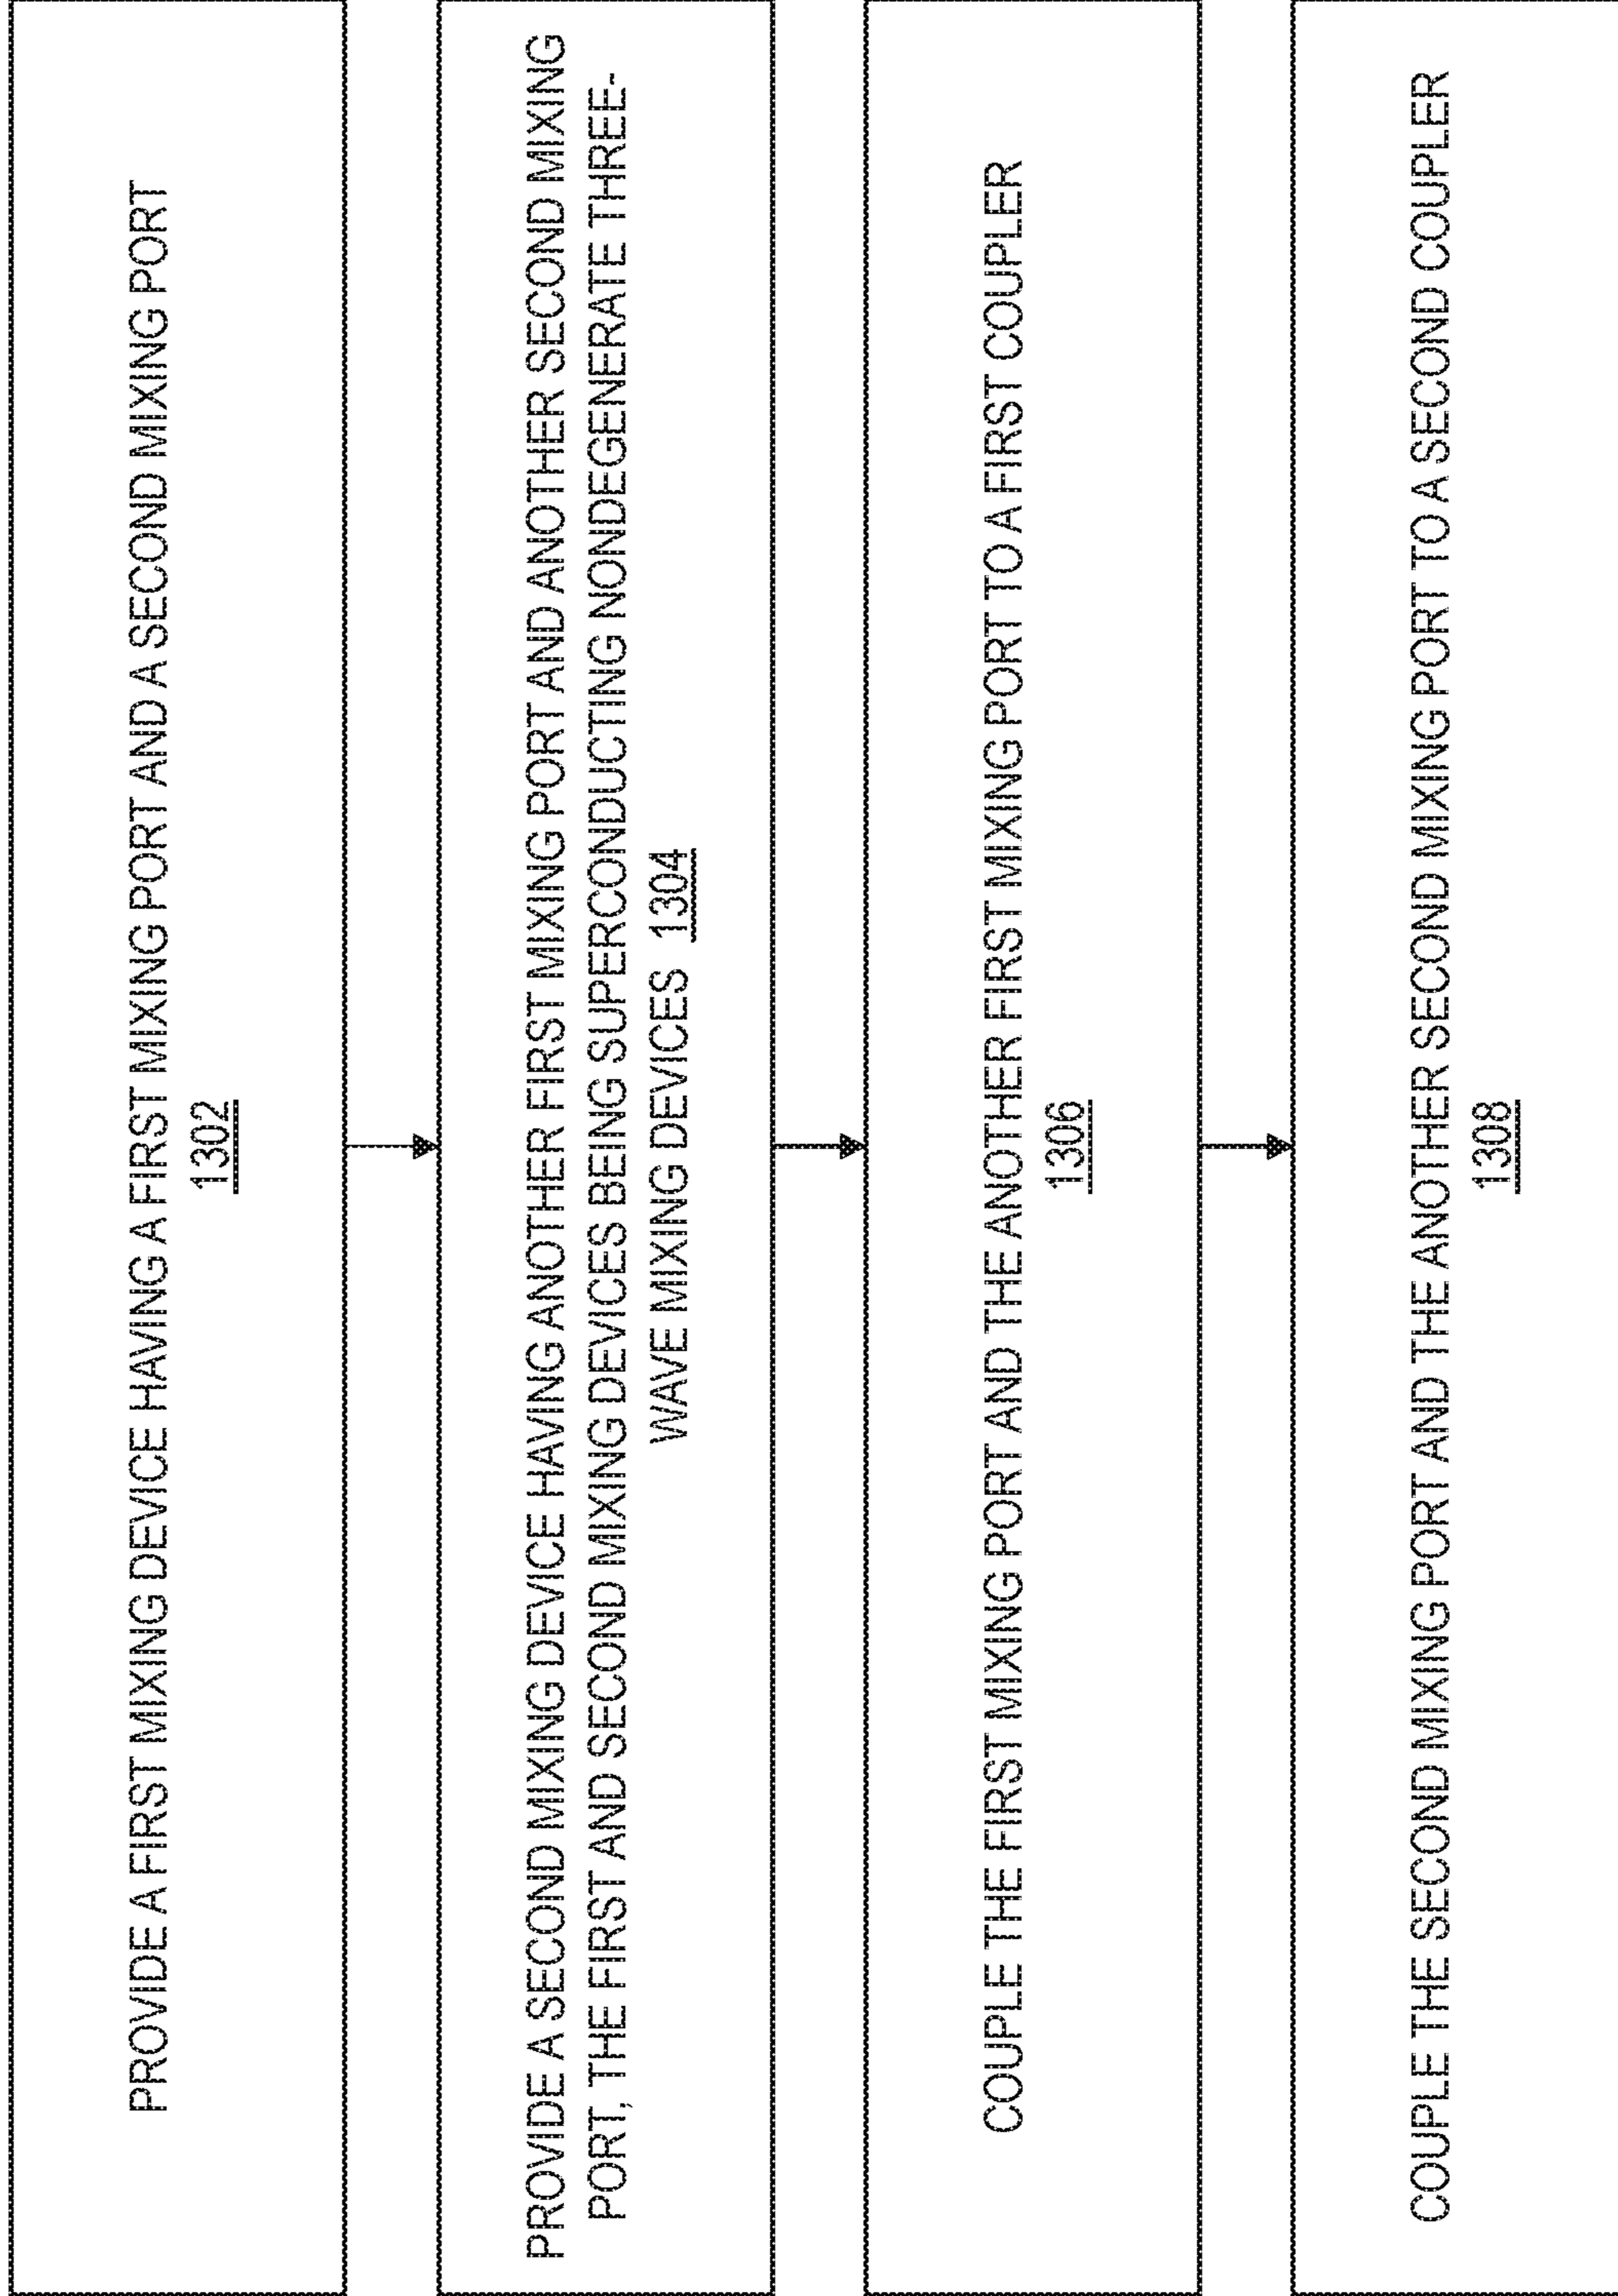 PROVIDE A FIRST MIXING DEVICE HAVING A FIRST MIXING PORT AND A SECOND MIXING PORT
1302
PROVIDE A SECOND MIXING DEVICE HAVING ANOTHER FIRST MIXING PORT AND ANOTHER SECOND MIXING
PORT, THE FIRST AND SECOND MIXING DEVICES BEING SUPERCONDUCTING NONDEGENERATE THREE-
WAVE MIXING DEVICES 1304
COUPLE THE FIRST MIXING PORT AND THE ANOTHER FIRST MIXING PORT TO A FIRST COUPLER
1306
COUPLE THE SECOND MIXING PORT AND THE ANOTHER SECOND MIXING PORT TO A SECOND COUPLER
1308